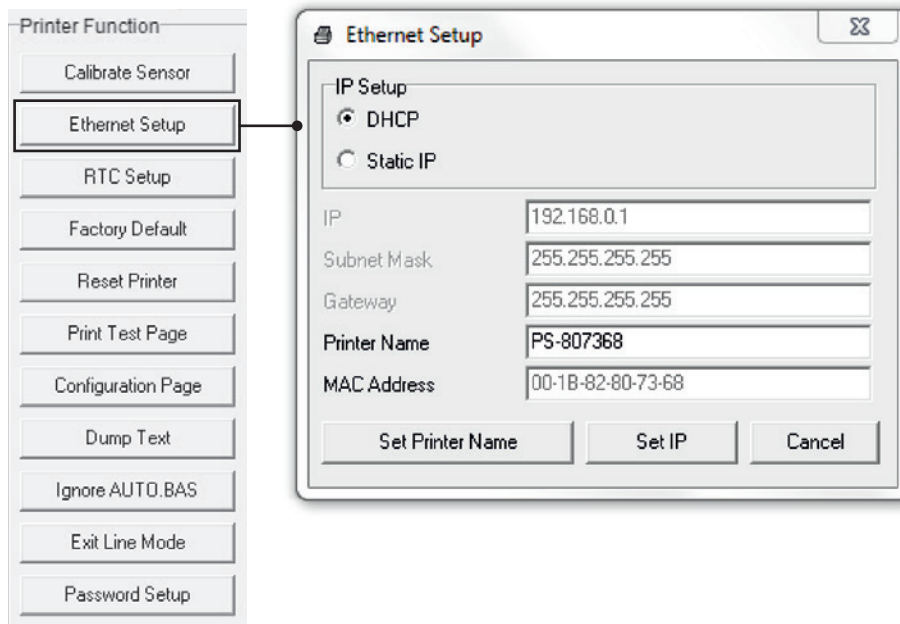 Printer Function
Calibrate Sensor
Ethernet Setup
RTC Setup
Factory Default
Reset Printer
Print Test Page
Configuration Page
Dump Text
Ignore AUTO.BAS
Exit Line Mode
Password Setup
Ethernet Setup
IP Setup
DHCP
Static IP
IP 192.168.0.1
Subnet Mask 255.255.255.255
Gateway 255.255.255.255
Printer Name PS-807368
MAC Address 00-1B-82-80-73-68
Set Printer Name Set IP Cancel